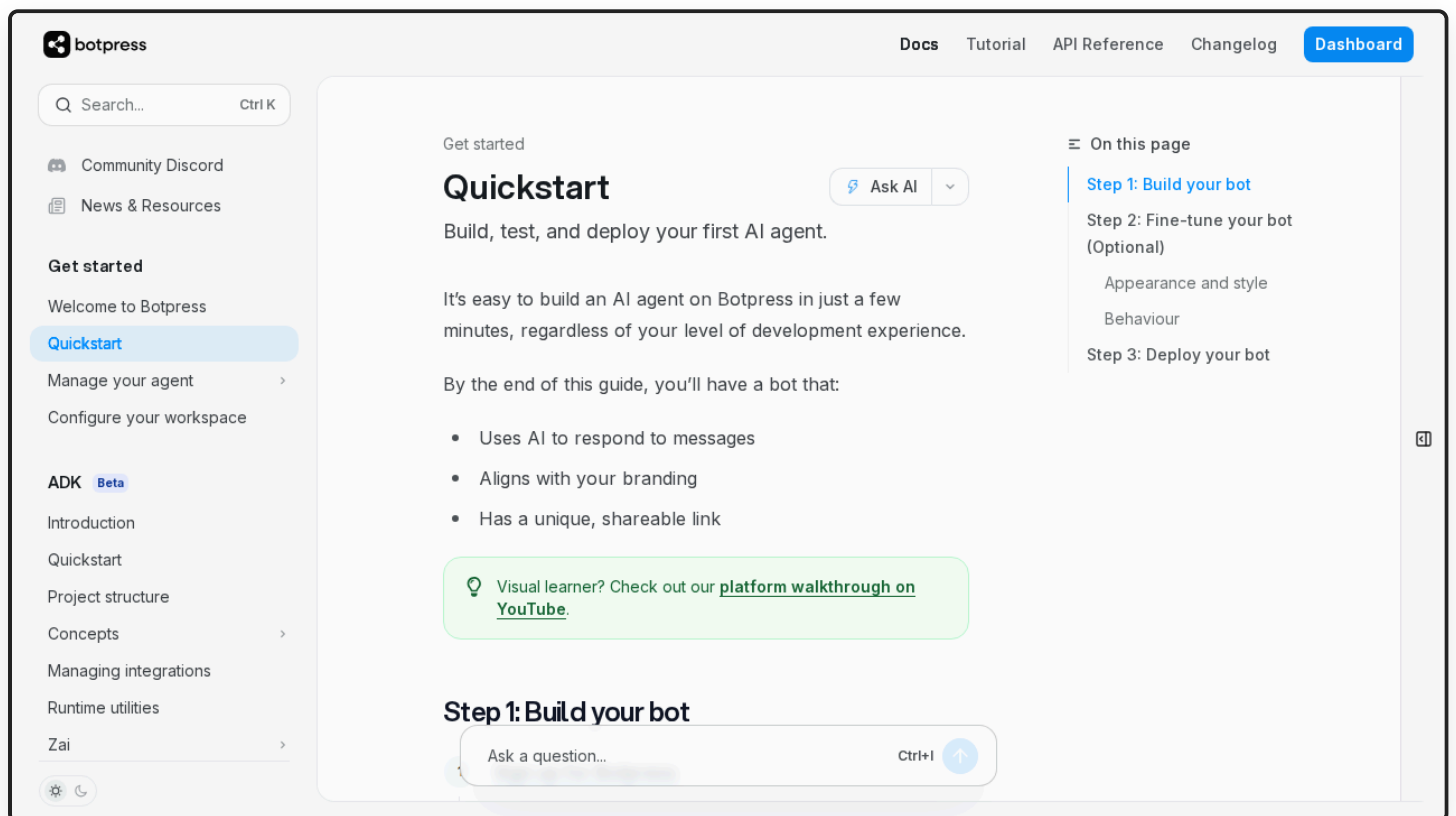 botpress
Docs
Tutorial
API Reference
Changelog
Dashboard
Search...
Ctrl K
Community Discord
News & Resources
Get started
Welcome to Botpress
Quickstart
Manage your agent
Configure your workspace
ADK
Beta
Introduction
Quickstart
Project structure
Concepts
Managing integrations
Runtime utilities
Zai
Get started
Quickstart
Ask AI
Build, test, and deploy your first AI agent.
It’s easy to build an AI agent on Botpress in just a few
minutes, regardless of your level of development experience.
By the end of this guide, you’ll have a bot that:
Uses AI to respond to messages
Aligns with your branding
Has a unique, shareable link
Visual learner? Check out our platform walkthrough on
YouTube.
Step 1: Build your bot
Ask a question...
Ctrl+I
On this page
Step 1: Build your bot
Step 2: Fine-tune your bot
(Optional)
Appearance and style
Behaviour
Step 3: Deploy your bot